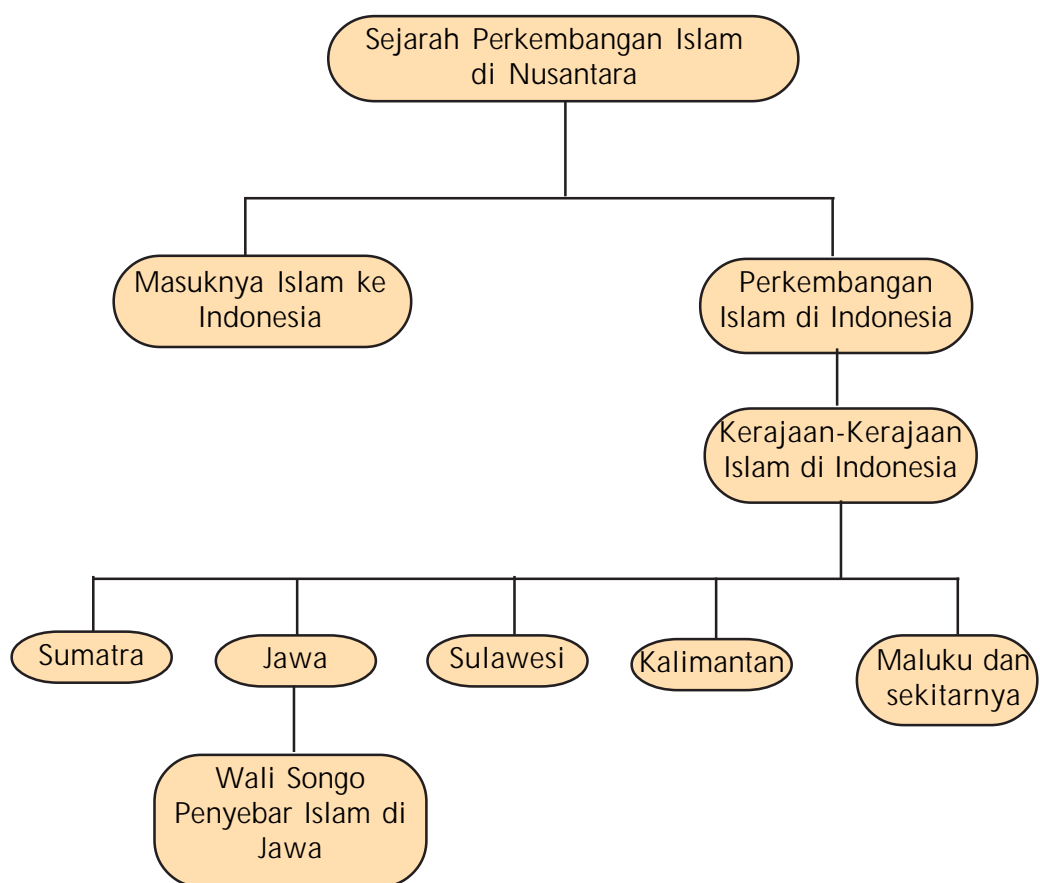 Sejarah Perkembangan Islam
di Nusantara
Masuknya Islam ke
Indonesia
Perkembangan
Islam di Indonesia
Kerajaan-Kerajaan
Islam di Indonesia
Sumatra
Jawa
Sulawesi
Kalimantan
Maluku dan
sekitarnya
Wali Songo
Penyebar Islam di
Jawa